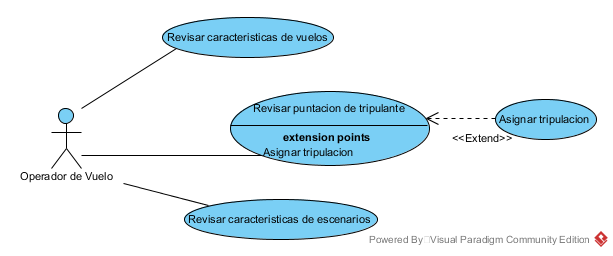 Revisar caracteristicas de vuelos
Revisar puntacion de tripulante
extension points
Asignar tripulacion
Asignar tripulacion
<<Extend>>
Operador de Vuelo
Revisar caracteristicas de escenarios
Powered By Visual Paradigm Community Edition